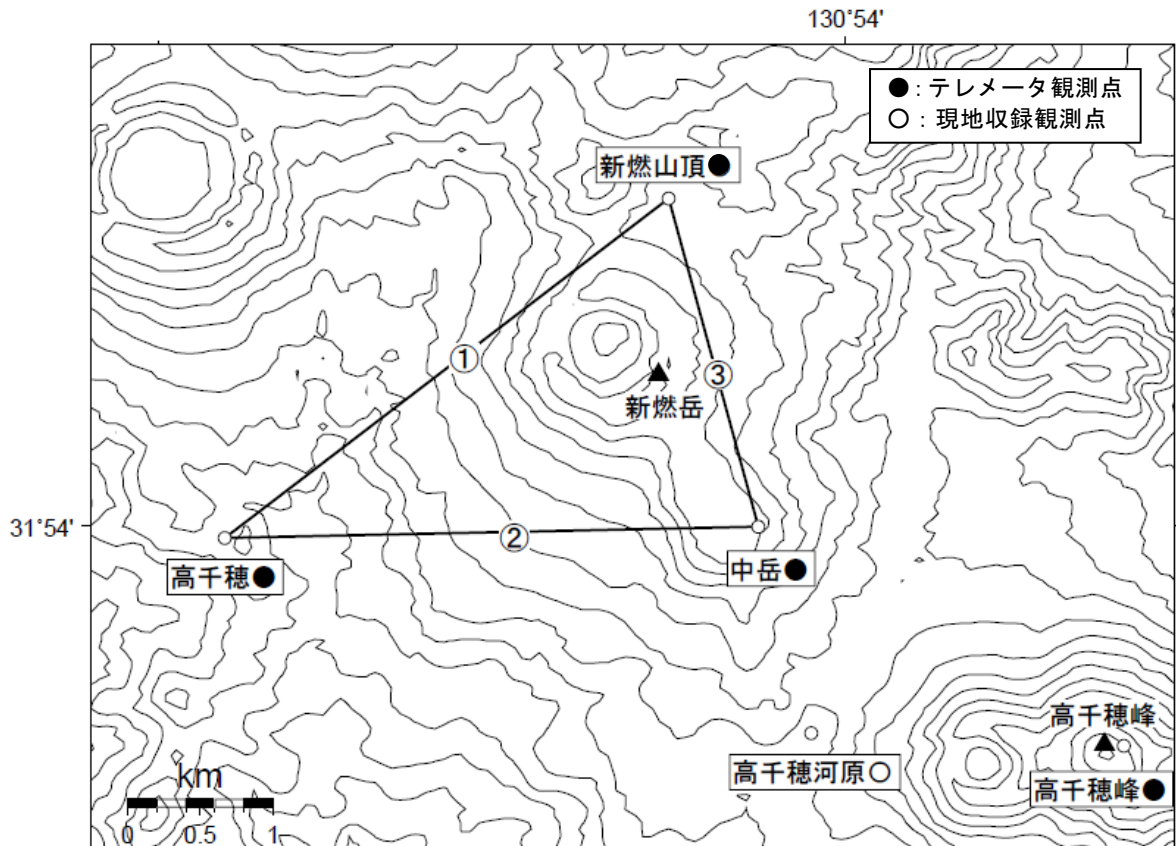 130°54'
●：テレメータ観測点
○：現地収録観測点
新燃山頂●
①
③
新燃岳
31°54'
②
高千穂●
中岳●
高千穂峰
高千穂河原○
高千穂峰●
km
0 0.5 1